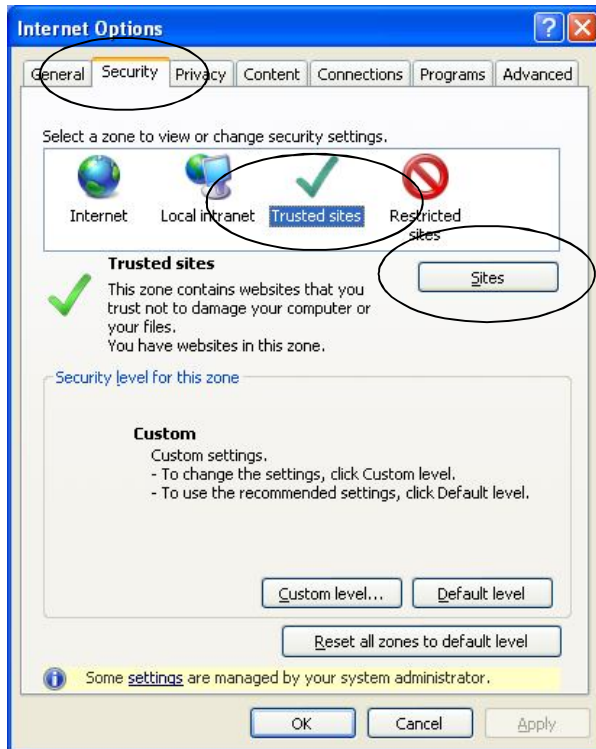 Internet Options
General Security Privacy Content Connections Programs Advanced
Select a zone to view or change security settings.
Internet Local intranet Trusted sites Restricted sites
Trusted sites
Sites
This zone contains websites that you
trust not to damage your computer or
your files.
You have websites in this zone.
Security level for this zone
Custom
Custom settings.
- To change the settings, click Custom level.
- To use the recommended settings, click Default level.
Custom level... Default level
Reset all zones to default level
Some settings are managed by your system administrator.
OK Cancel Apply